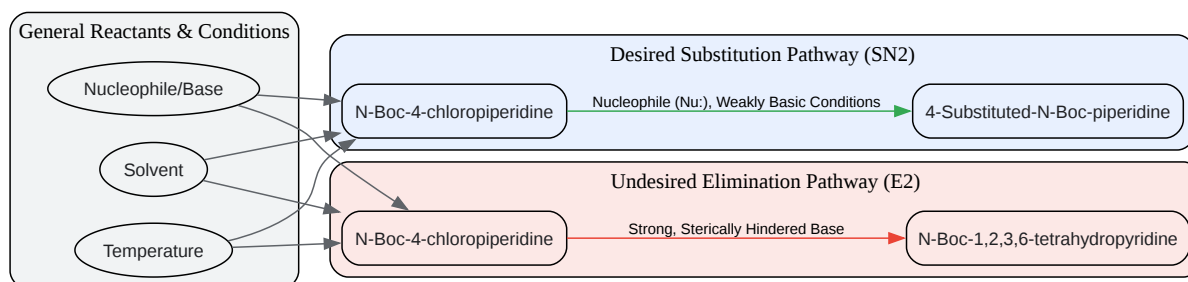 General Reactants & Conditions
Nucleophile/Base
Solvent
Temperature
Desired Substitution Pathway (SN2)
N-Boc-4-chloropiperidine
Nucleophile (Nu:), Weakly Basic Conditions
4-Substituted-N-Boc-piperidine
Undesired Elimination Pathway (E2)
N-Boc-4-chloropiperidine
Strong, Sterically Hindered Base
N-Boc-1,2,3,6-tetrahydropyridine